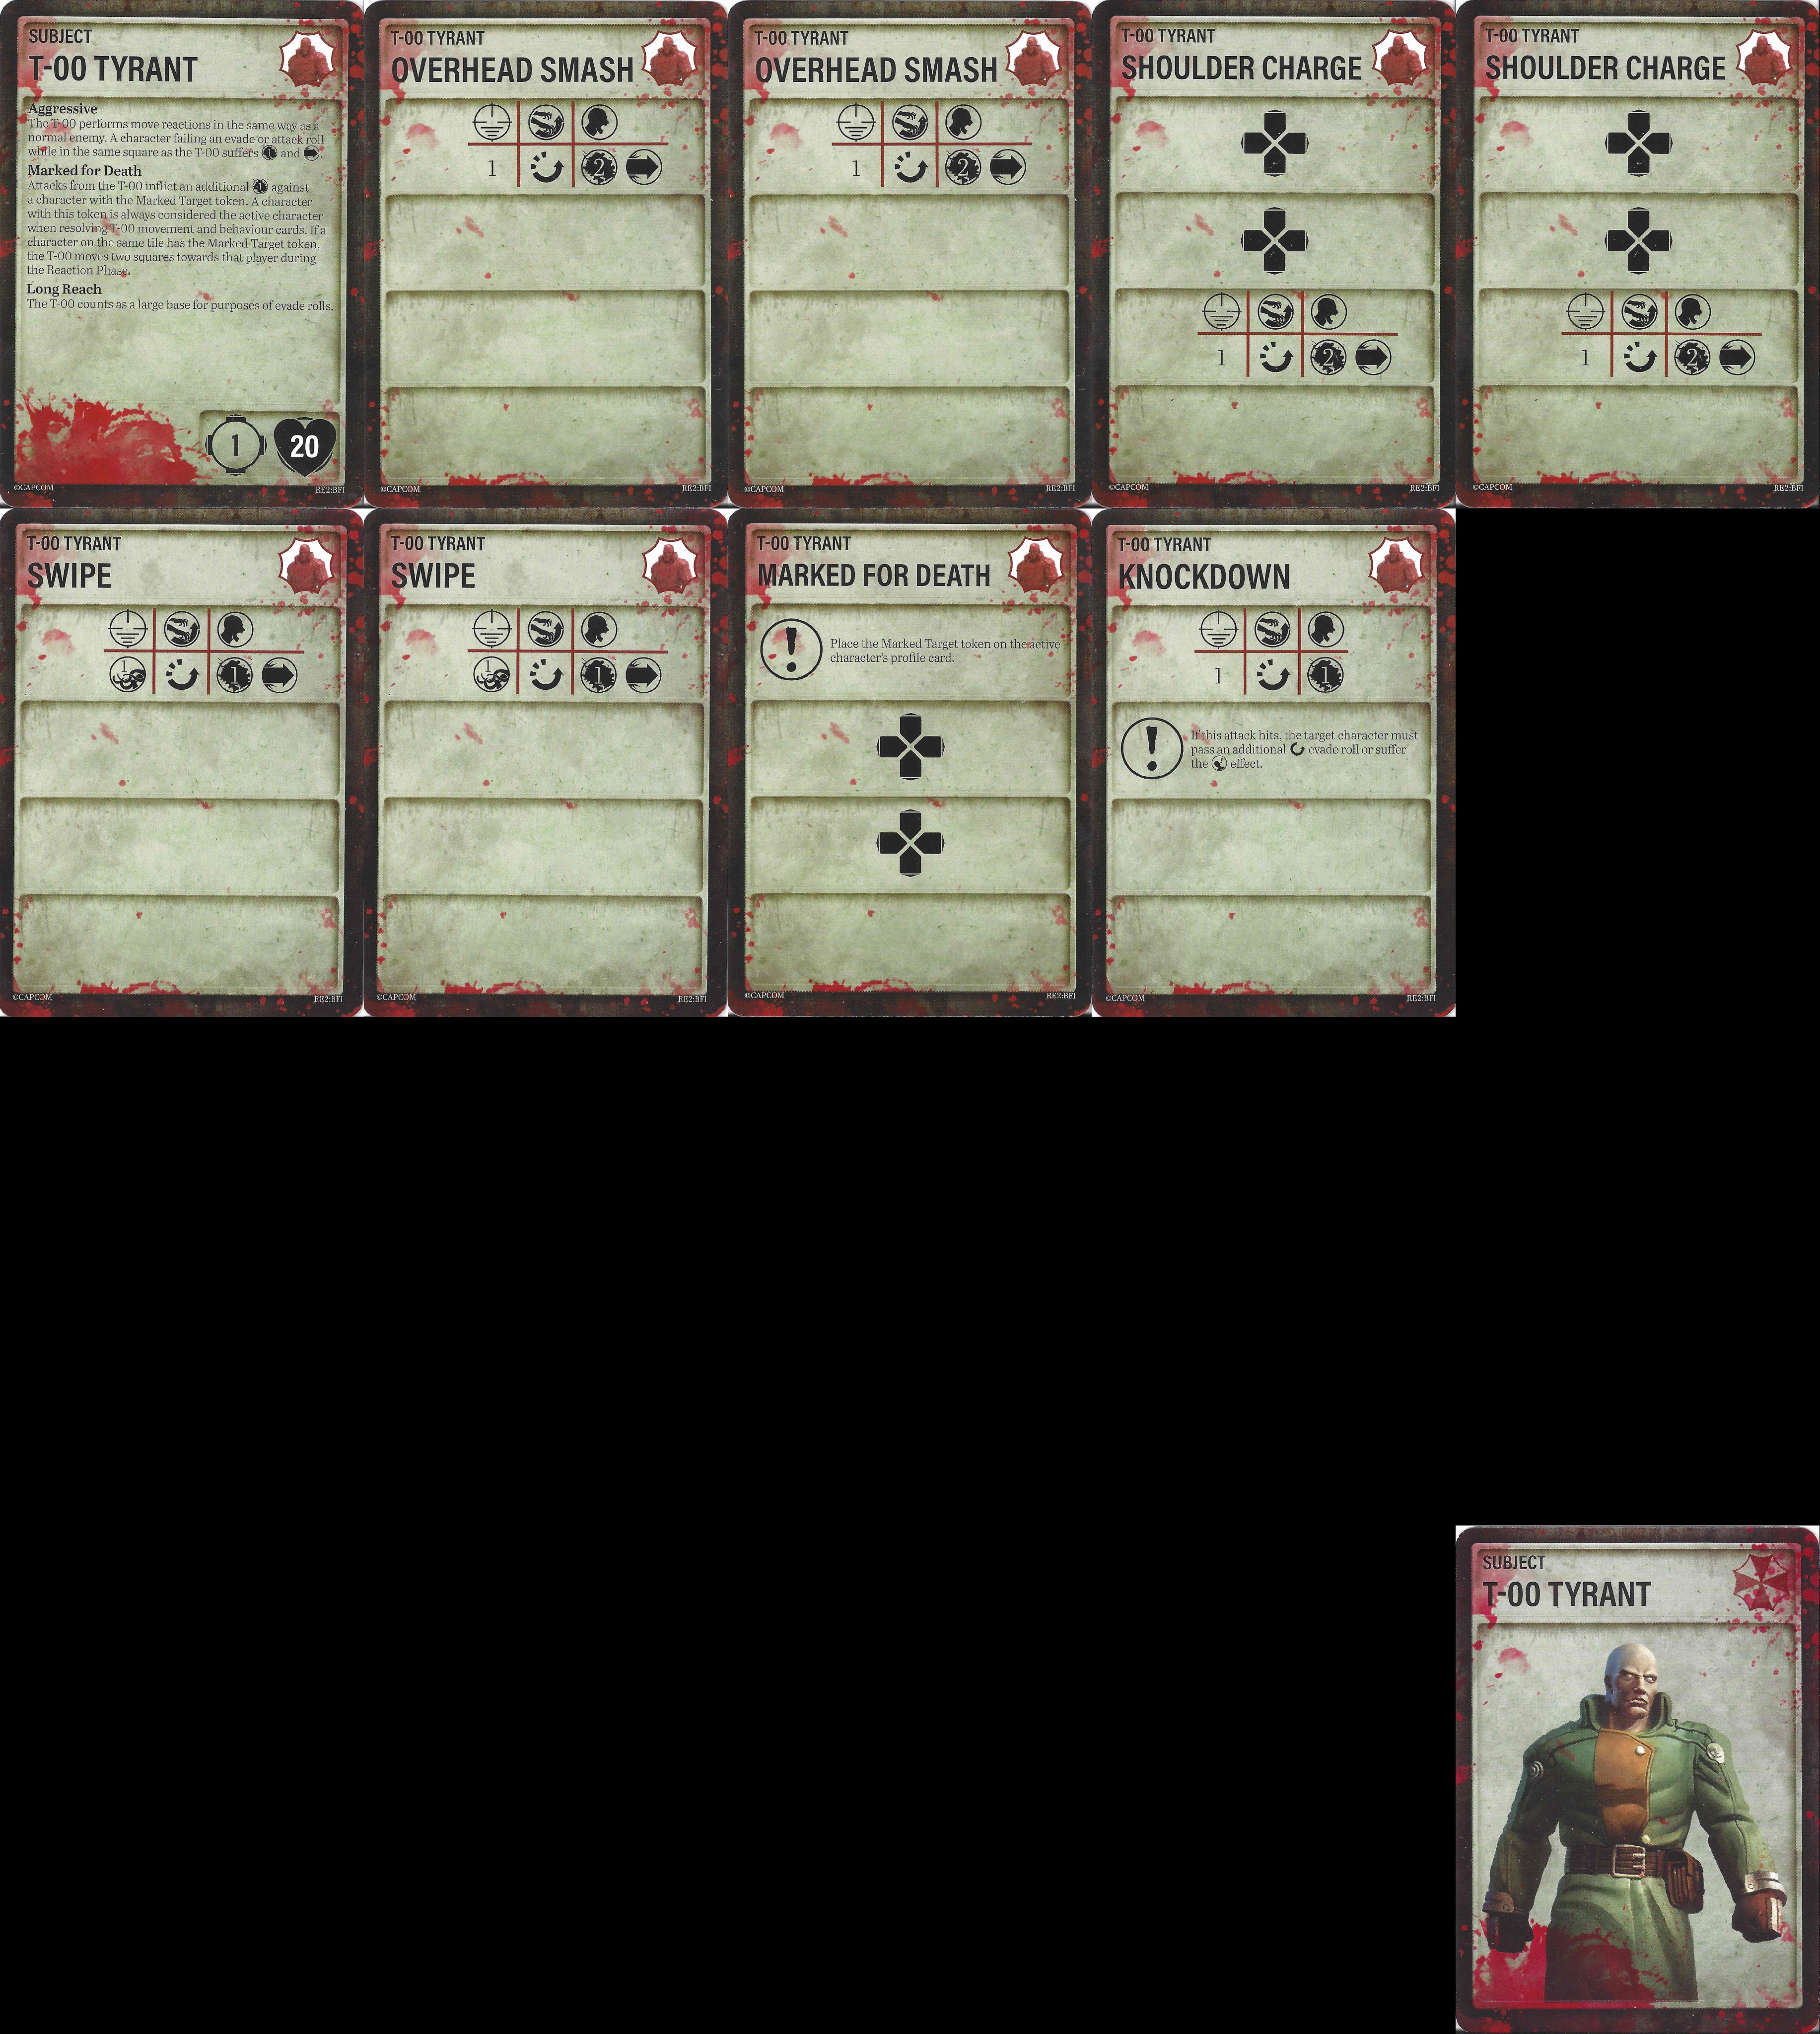 SUBJECT
T-00 TYRANT
Aggressive
The T-00 performs move reactions in the same way as a
normal enemy. A character failing an evade or attack roll
while in the same square as the T-00 suffers 1 and .
Marked for Death
Attacks from the T-00 inflict an additional 1 against
a character with the Marked Target token. A character
with this token is always considered the active character
when resolving T-00 movement and behaviour cards. If a
character on the same tile has the Marked Target token,
the T-00 moves two squares towards that player during
the Reaction Phase.
Long Reach
The T-00 counts as a large base for purposes of evade rolls.
1 20
©CAPCOM RE2:BFI
T-00 TYRANT
OVERHEAD SMASH
1 2
©CAPCOM RE2:BFI
T-00 TYRANT
OVERHEAD SMASH
1 2
©CAPCOM RE2:BFI
T-00 TYRANT
SHOULDER CHARGE
1 2
©CAPCOM RE2:BFI
T-00 TYRANT
SHOULDER CHARGE
1 2
©CAPCOM RE2:BFI
T-00 TYRANT
SWIPE
1 1
©CAPCOM RE2:BFI
T-00 TYRANT
SWIPE
1 1
©CAPCOM RE2:BFI
T-00 TYRANT
MARKED FOR DEATH
! Place the Marked Target token on the active
character's profile card.
©CAPCOM RE2:BFI
T-00 TYRANT
KNOCKDOWN
1 1
! If this attack hits, the target character must
pass an additional evade roll or suffer
the effect.
©CAPCOM RE2:BFI
SUBJECT
T-00 TYRANT